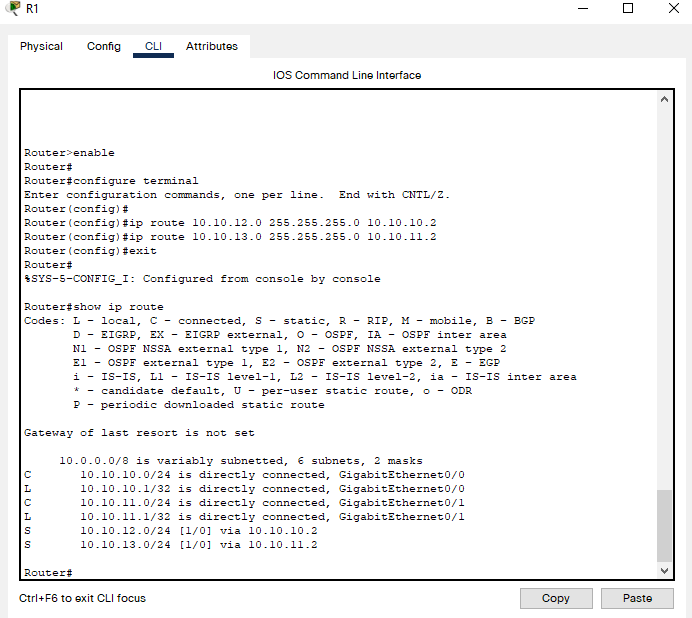 R1
Physical Config CLI Attributes
IOS Command Line Interface
Router>enable
Router#
Router#configure terminal
Enter configuration commands, one per line.  End with CNTL/Z.
Router(config)#
Router(config)#ip route 10.10.12.0 255.255.255.0 10.10.10.2
Router(config)#ip route 10.10.13.0 255.255.255.0 10.10.11.2
Router(config)#exit
Router#
%SYS-5-CONFIG_I: Configured from console by console
Router#show ip route
Codes: L - local, C - connected, S - static, R - RIP, M - mobile, B - BGP
       D - EIGRP, EX - EIGRP external, O - OSPF, IA - OSPF inter area
       N1 - OSPF NSSA external type 1, N2 - OSPF NSSA external type 2
       E1 - OSPF external type 1, E2 - OSPF external type 2, E - EGP
       i - IS-IS, L1 - IS-IS level-1, L2 - IS-IS level-2, ia - IS-IS inter area
       * - candidate default, U - per-user static route, o - ODR
       P - periodic downloaded static route
Gateway of last resort is not set
     10.0.0.0/8 is variably subnetted, 6 subnets, 2 masks
C       10.10.10.0/24 is directly connected, GigabitEthernet0/0
L       10.10.10.1/32 is directly connected, GigabitEthernet0/0
C       10.10.11.0/24 is directly connected, GigabitEthernet0/1
L       10.10.11.1/32 is directly connected, GigabitEthernet0/1
S       10.10.12.0/24 [1/0] via 10.10.10.2
S       10.10.13.0/24 [1/0] via 10.10.11.2
Router#
Ctrl+F6 to exit CLI focus
Copy Paste